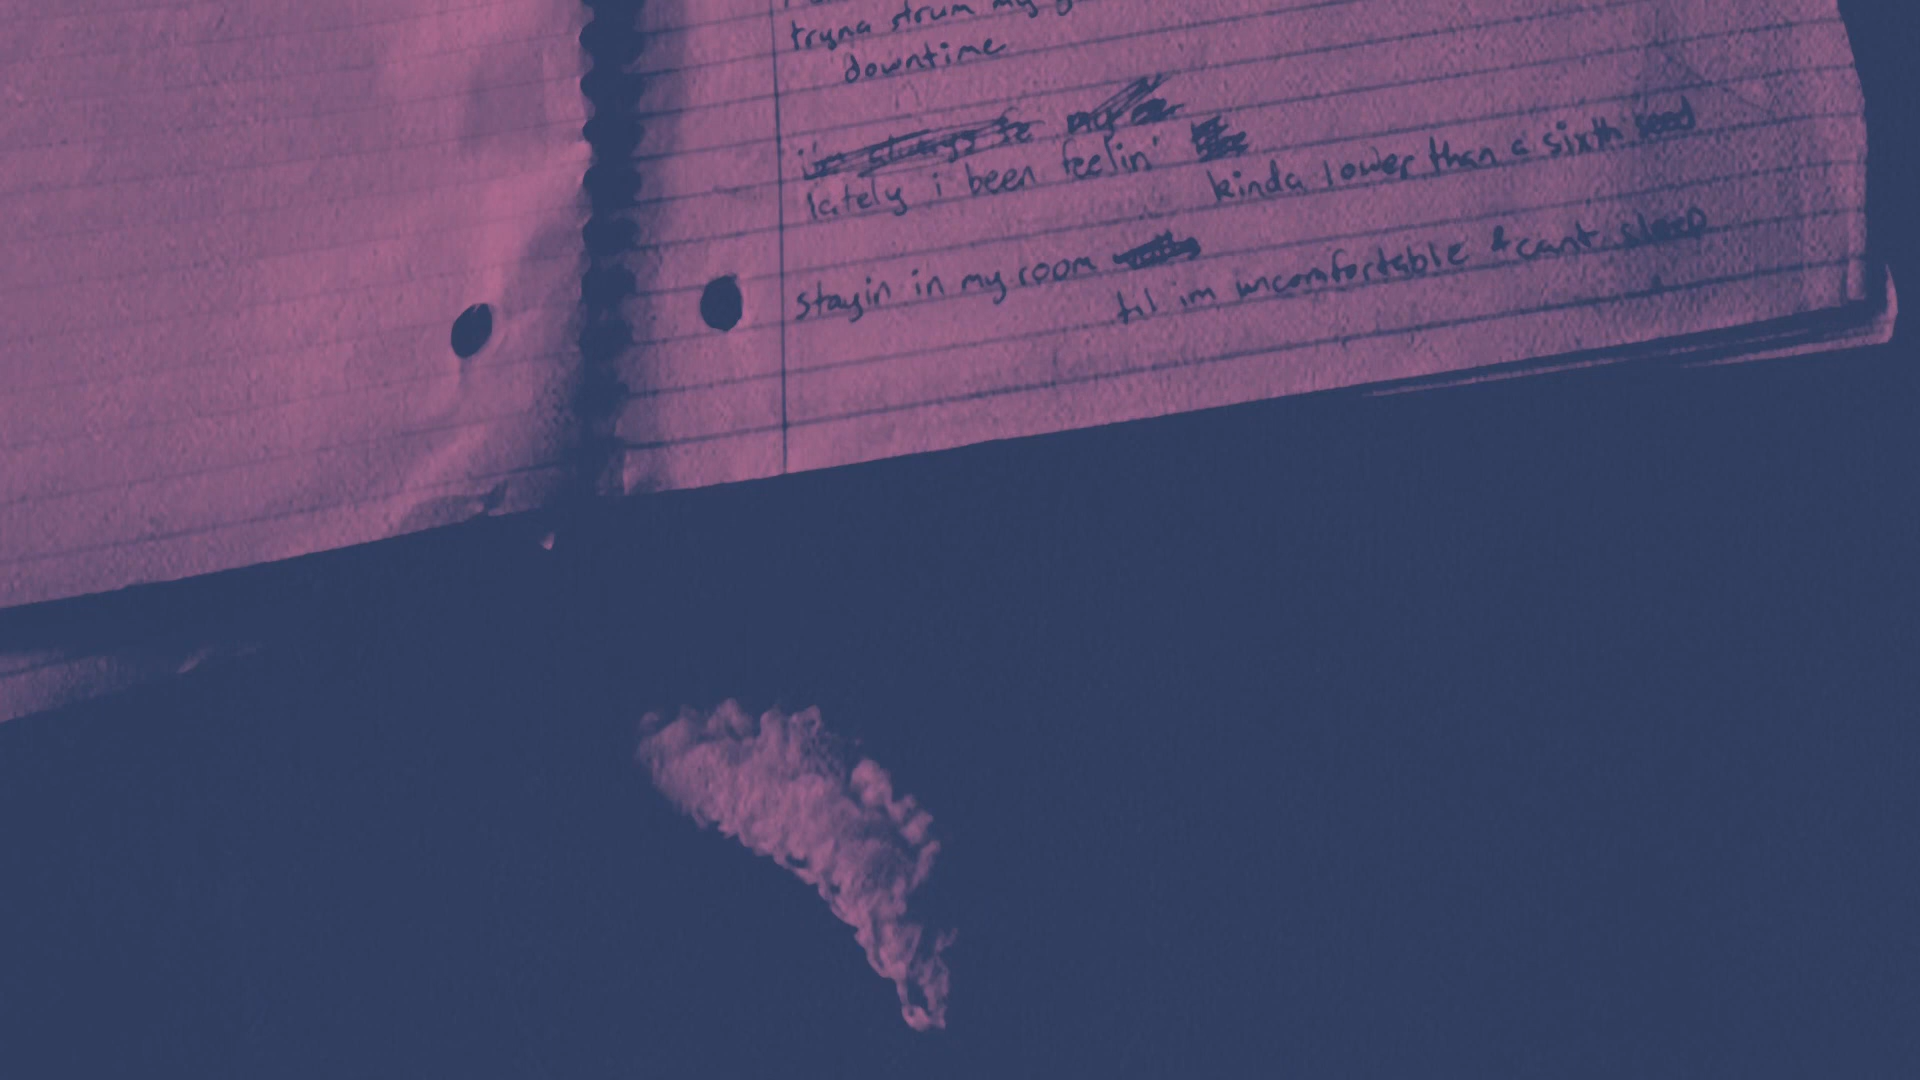 tryna strum my
downtime
lately i been feelin'
kinda lower than a sixth seed
stayin in my room
til im uncomfortable & cant sleep